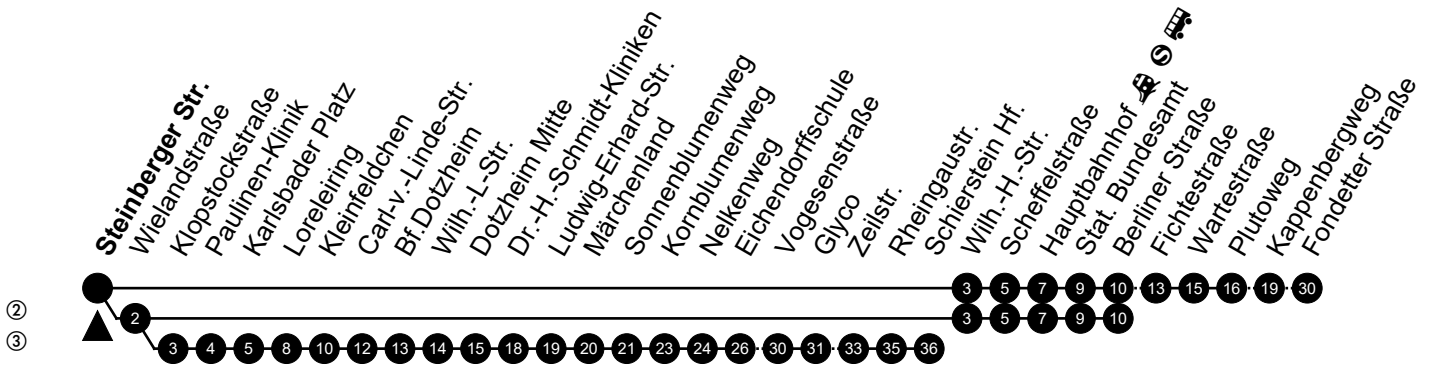 Steinberger Str.
Wielandstraße
Klopstockstraße
Paulinen-Klinik
Karlsbader Platz
Loreleiring
Kleinfeldchen
Carl-v.-Linde-Str.
Bf.Dotzheim
Wilh.-L-Str.
Dotzheim Mitte
Dr.-H.-Schmidt-Kliniken
Ludwig-Erhard-Str.
Märchenland
Sonnenblumenweg
Kornblumenweg
Nelkenweg
Eichendorffschule
Vogesenstraße
Glyco
Zeilstr.
Rheingaustr.
Schierstein Hf.
Wilh.-H.-Str.
Scheffelstraße
Hauptbahnhof S
Stat. Bundesamt
Berliner Straße
Fichtestraße
Wartestraße
Plutoweg
Kappenbergweg
Fondetter Straße
3 5 7 9 10 13 15 16 19 30
② 2 3 5 7 9 10
③ 3 4 5 8 10 12 13 14 15 18 19 20 21 23 24 26 30 31 33 35 36